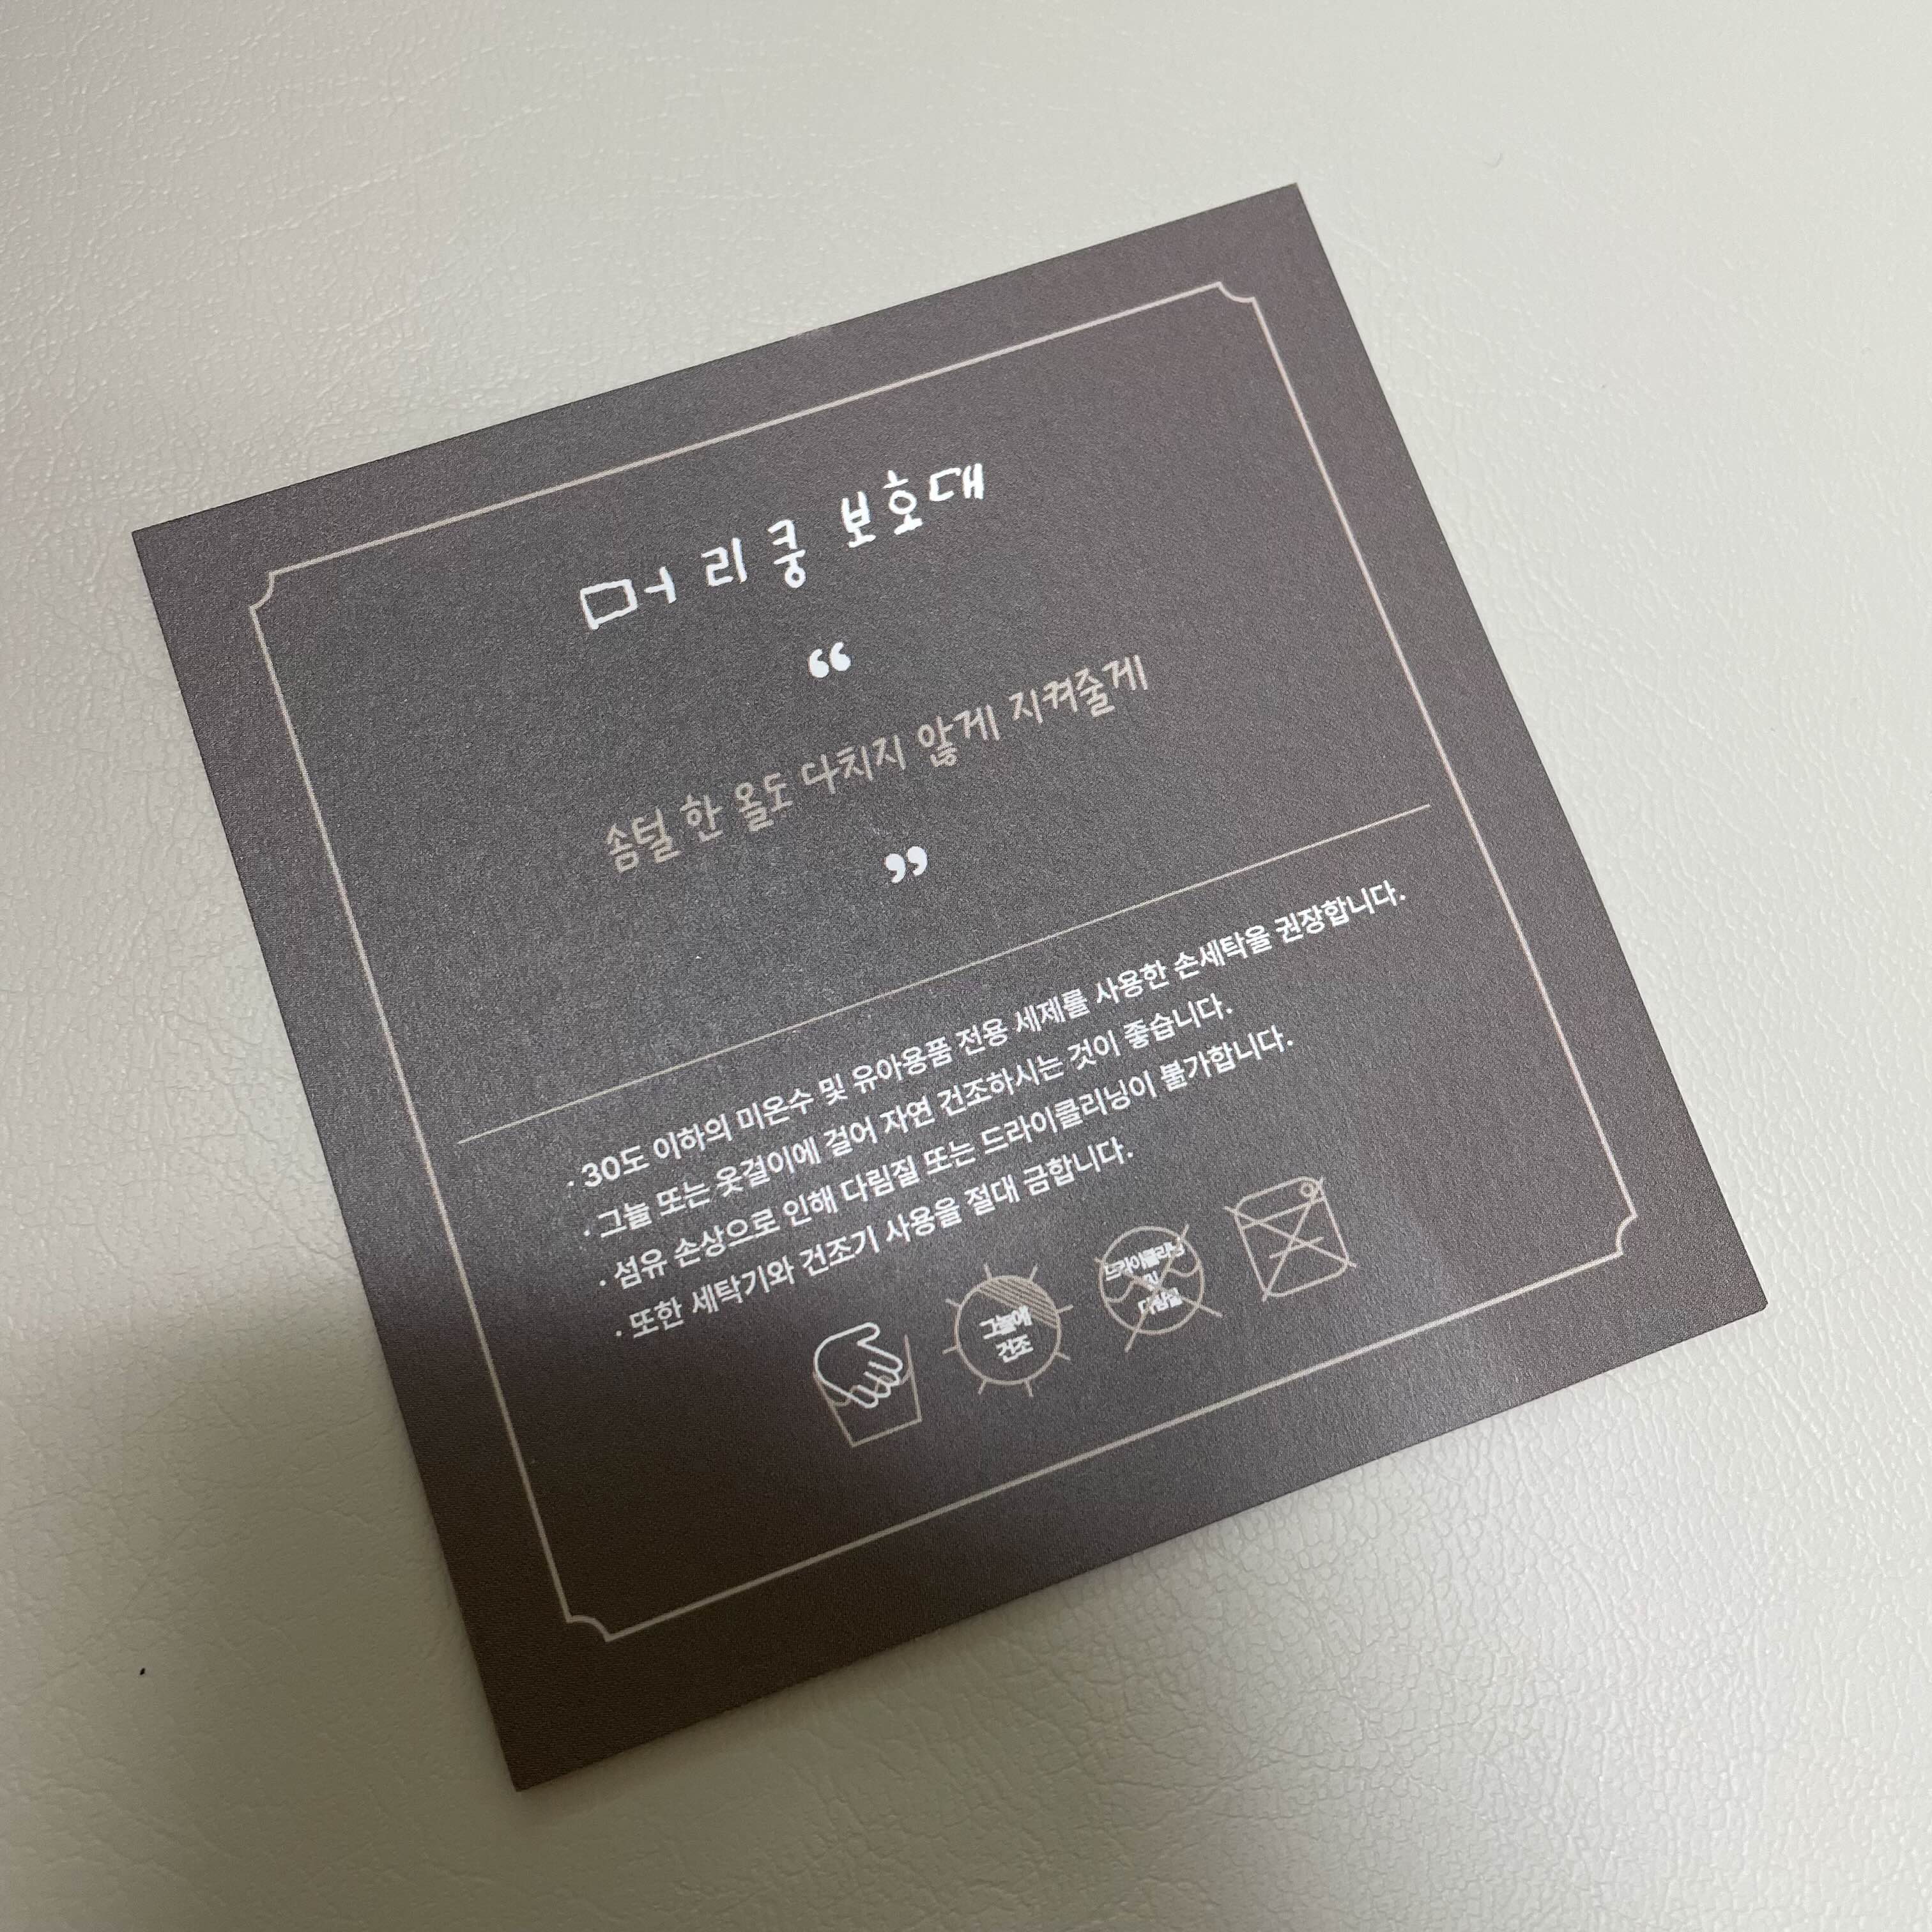 머리쿵 보호대
“
솜털 한 올도 다치지 않게 지켜줄게
”
· 30도 이하의 미온수 및 유아용품 전용 세제를 사용한 손세탁을 권장합니다.
· 그늘 또는 옷걸이에 걸어 자연 건조하시는 것이 좋습니다.
· 섬유 손상으로 인해 다림질 또는 드라이클리닝이 불가합니다.
· 또한 세탁기와 건조기 사용을 절대 금합니다.
그늘에
건조
드라이클리닝
및
다림질